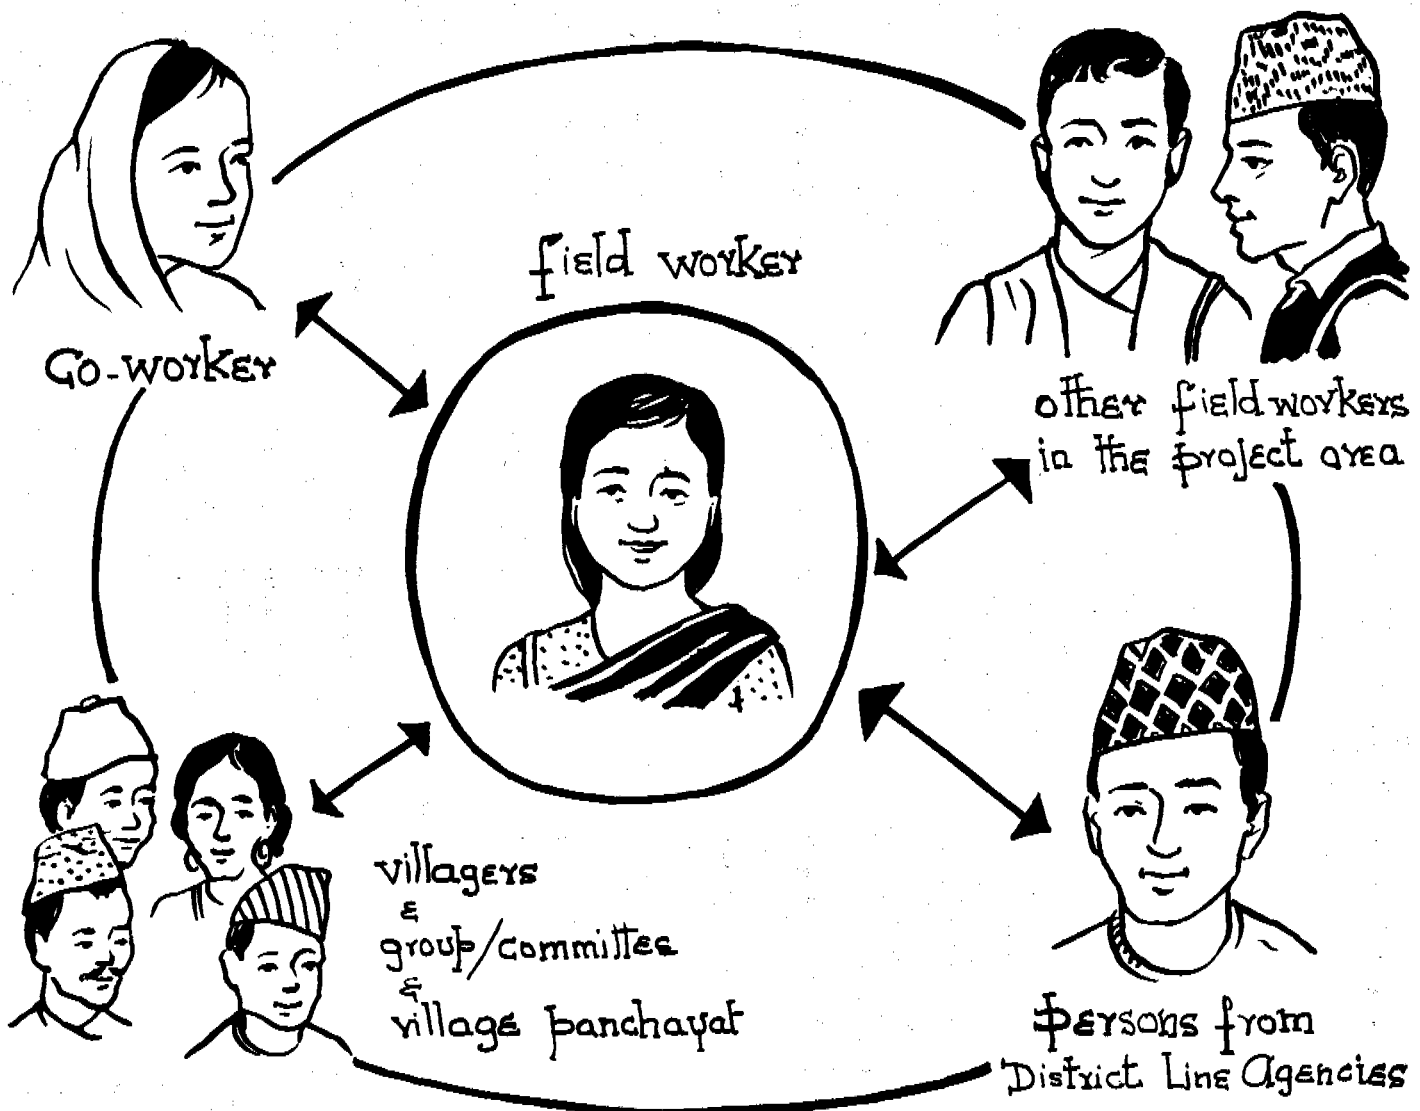 field worker
Co-worker
other field workers
in the project area
villagers
&
group/committee
&
village panchayat
persons from
District Line Agencies